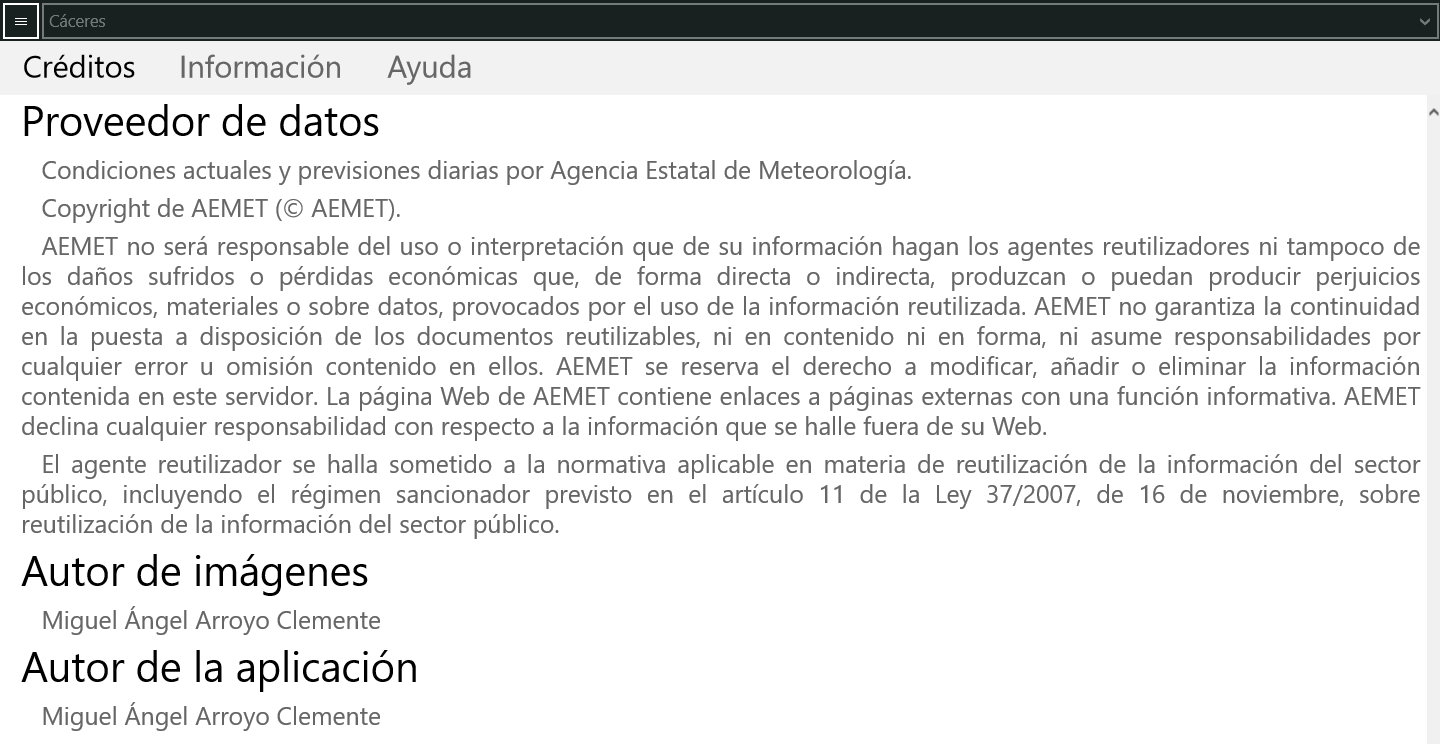 Cáceres
Créditos Información Ayuda
Proveedor de datos
Condiciones actuales y previsiones diarias por Agencia Estatal de Meteorología.
Copyright de AEMET (© AEMET).
AEMET no será responsable del uso o interpretación que de su información hagan los agentes reutilizadores ni tampoco de
los daños sufridos o pérdidas económicas que, de forma directa o indirecta, produzcan o puedan producir perjuicios
económicos, materiales o sobre datos, provocados por el uso de la información reutilizada. AEMET no garantiza la continuidad
en la puesta a disposición de los documentos reutilizables, ni en contenido ni en forma, ni asume responsabilidades por
cualquier error u omisión contenido en ellos. AEMET se reserva el derecho a modificar, añadir o eliminar la información
contenida en este servidor. La página Web de AEMET contiene enlaces a páginas externas con una función informativa. AEMET
declina cualquier responsabilidad con respecto a la información que se halle fuera de su Web.
El agente reutilizador se halla sometido a la normativa aplicable en materia de reutilización de la información del sector
público, incluyendo el régimen sancionador previsto en el artículo 11 de la Ley 37/2007, de 16 de noviembre, sobre
reutilización de la información del sector público.
Autor de imágenes
Miguel Ángel Arroyo Clemente
Autor de la aplicación
Miguel Ángel Arroyo Clemente